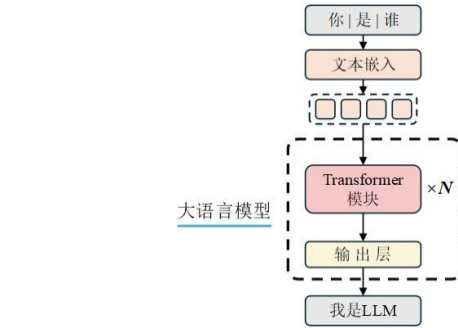 你|是|谁
文本嵌入
Transformer
模块
×N
大语言模型
输出层
我是LLM